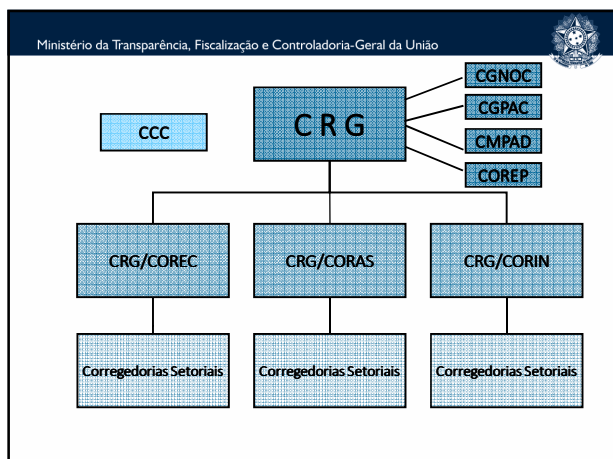 Ministério da Transparência, Fiscalização e Controladoria-Geral da União
CGNOC
CGPAC
C R G
CCC
CMPAD
COREP
CRG/COREC
CRG/CORAS
CRG/CORIN
Corregedorias Setoriais
Corregedorias Setoriais
Corregedorias Setoriais